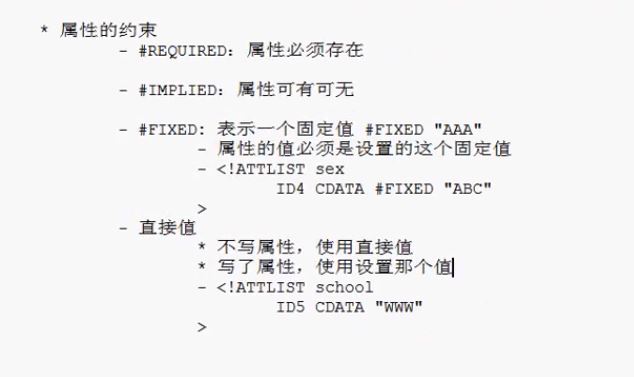 * 属性的约束
- #REQUIRED: 属性必须存在
- #IMPLIED: 属性可有可无
- #FIXED: 表示一个固定值 #FIXED "AAA"
- 属性的值必须是设置的这个固定值
- <!ATTLIST sex
ID4 CDATA #FIXED "ABC"
>
- 直接值
* 不写属性，使用直接值
* 写了属性，使用设置那个值
- <!ATTLIST school
ID5 CDATA "WWW"
>